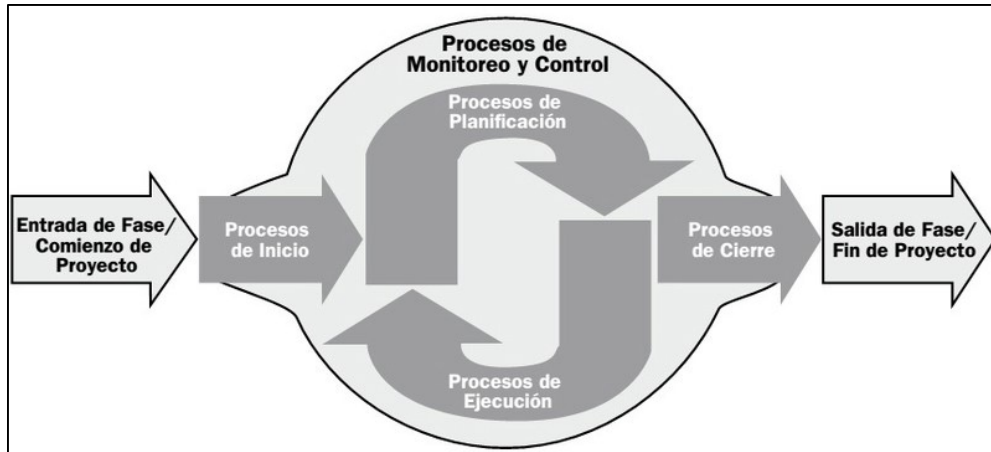 Procesos de
Monitoreo y Control
Procesos de
Planificación
Entrada de Fase/
Comienzo de
Proyecto
Procesos
de Inicio
Procesos
de Cierre
Salida de Fase/
Fin de Proyecto
Procesos de
Ejecución